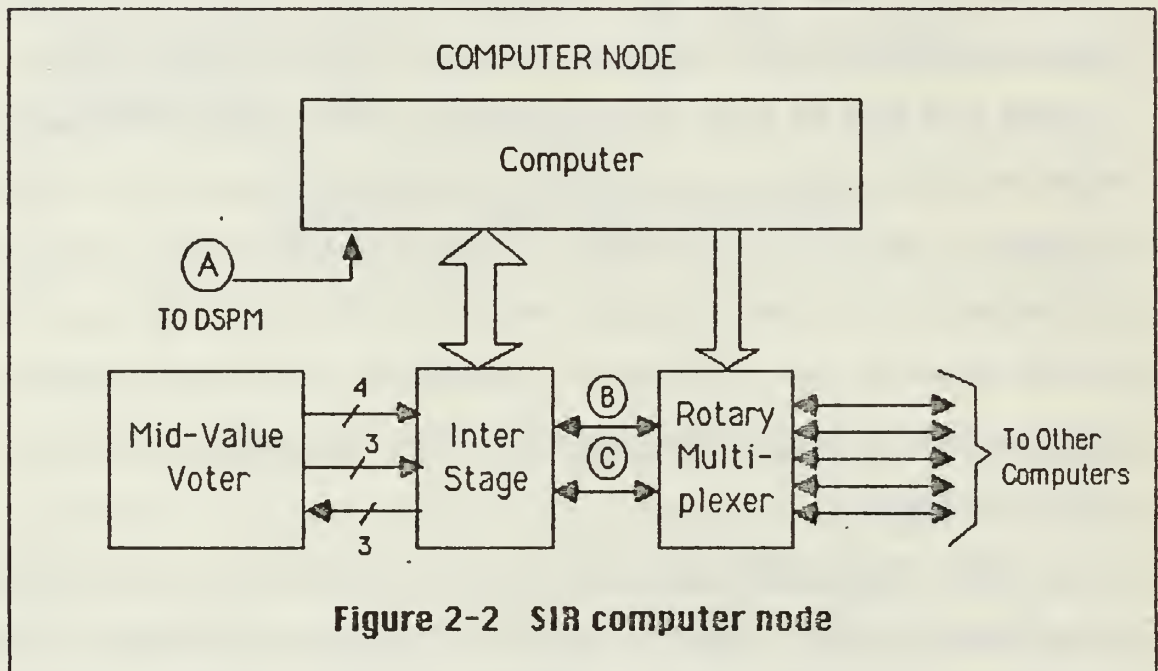 COMPUTER NODE
Computer
A
TO DSPM
Mid-Value
Voter
4
3
3
Inter
Stage
B
C
Rotary
Multi-
plexer
To Other
Computers
Figure 2-2 SIR computer node